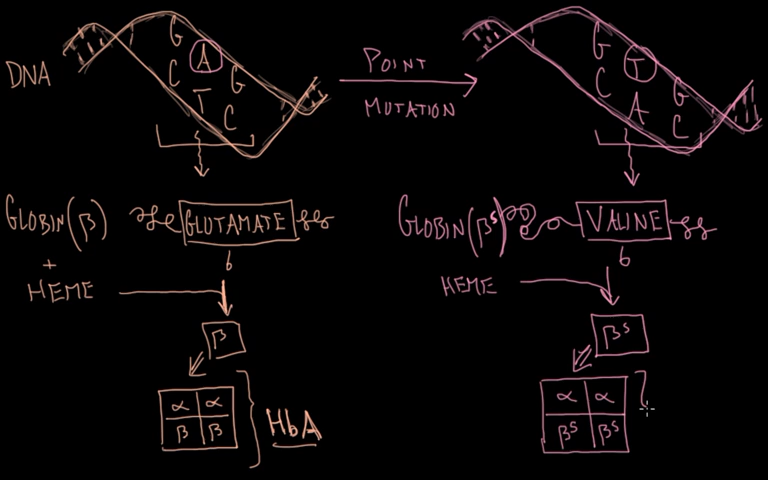 DNA
G A G
C T C
POINT
MUTATION
G T G
C A C
GLOBIN(β)
GLUTAMATE
6
+
HEME
β
α α
β β
HbA
GLOBIN(βˢ)
VALINE
6
HEME
βˢ
α α
βˢ βˢ